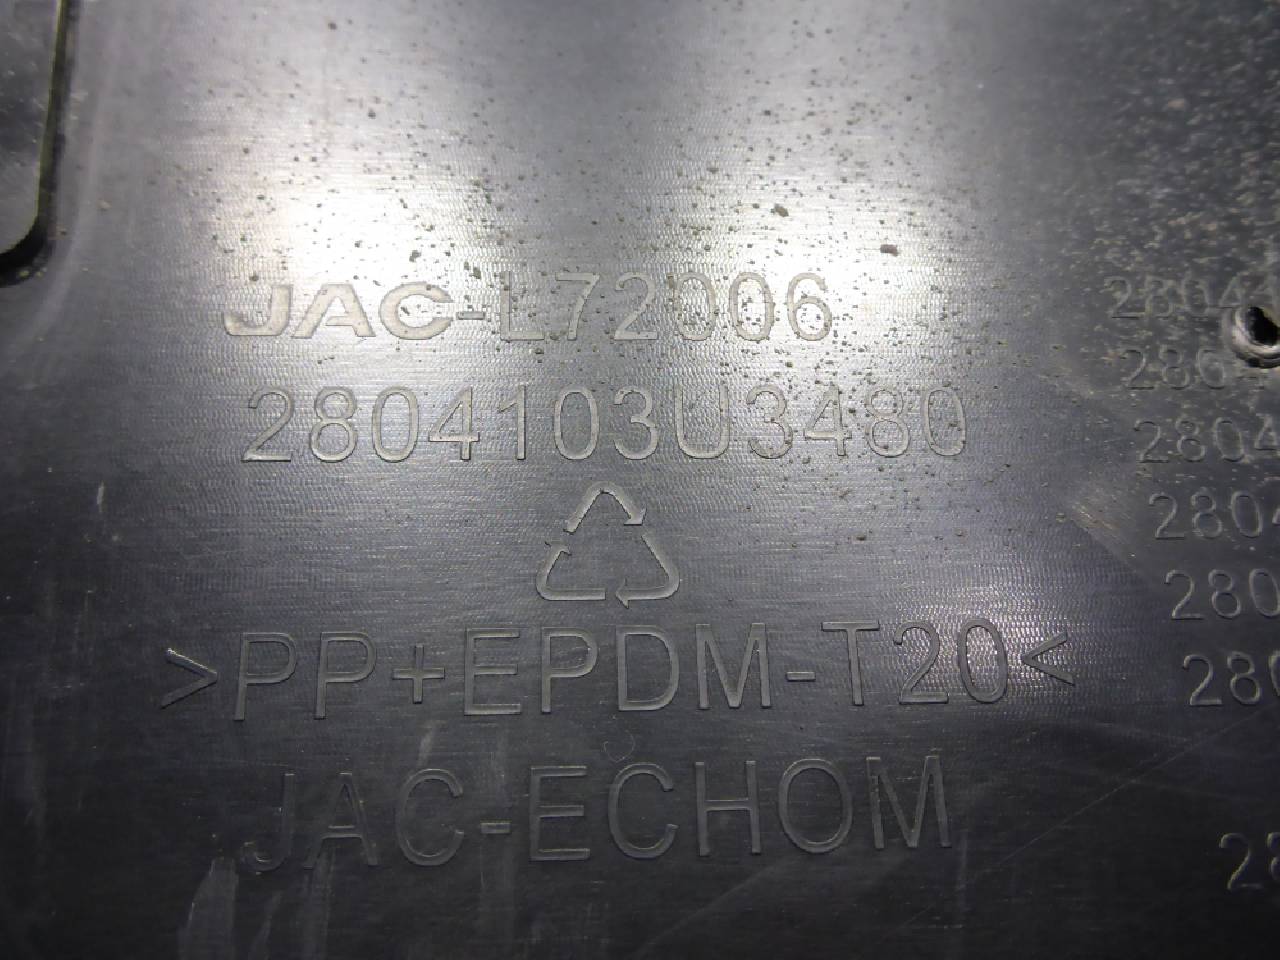 JAC-L72006
2804103U3480
>PP+EPDM-T20<
JAC-ECHOM